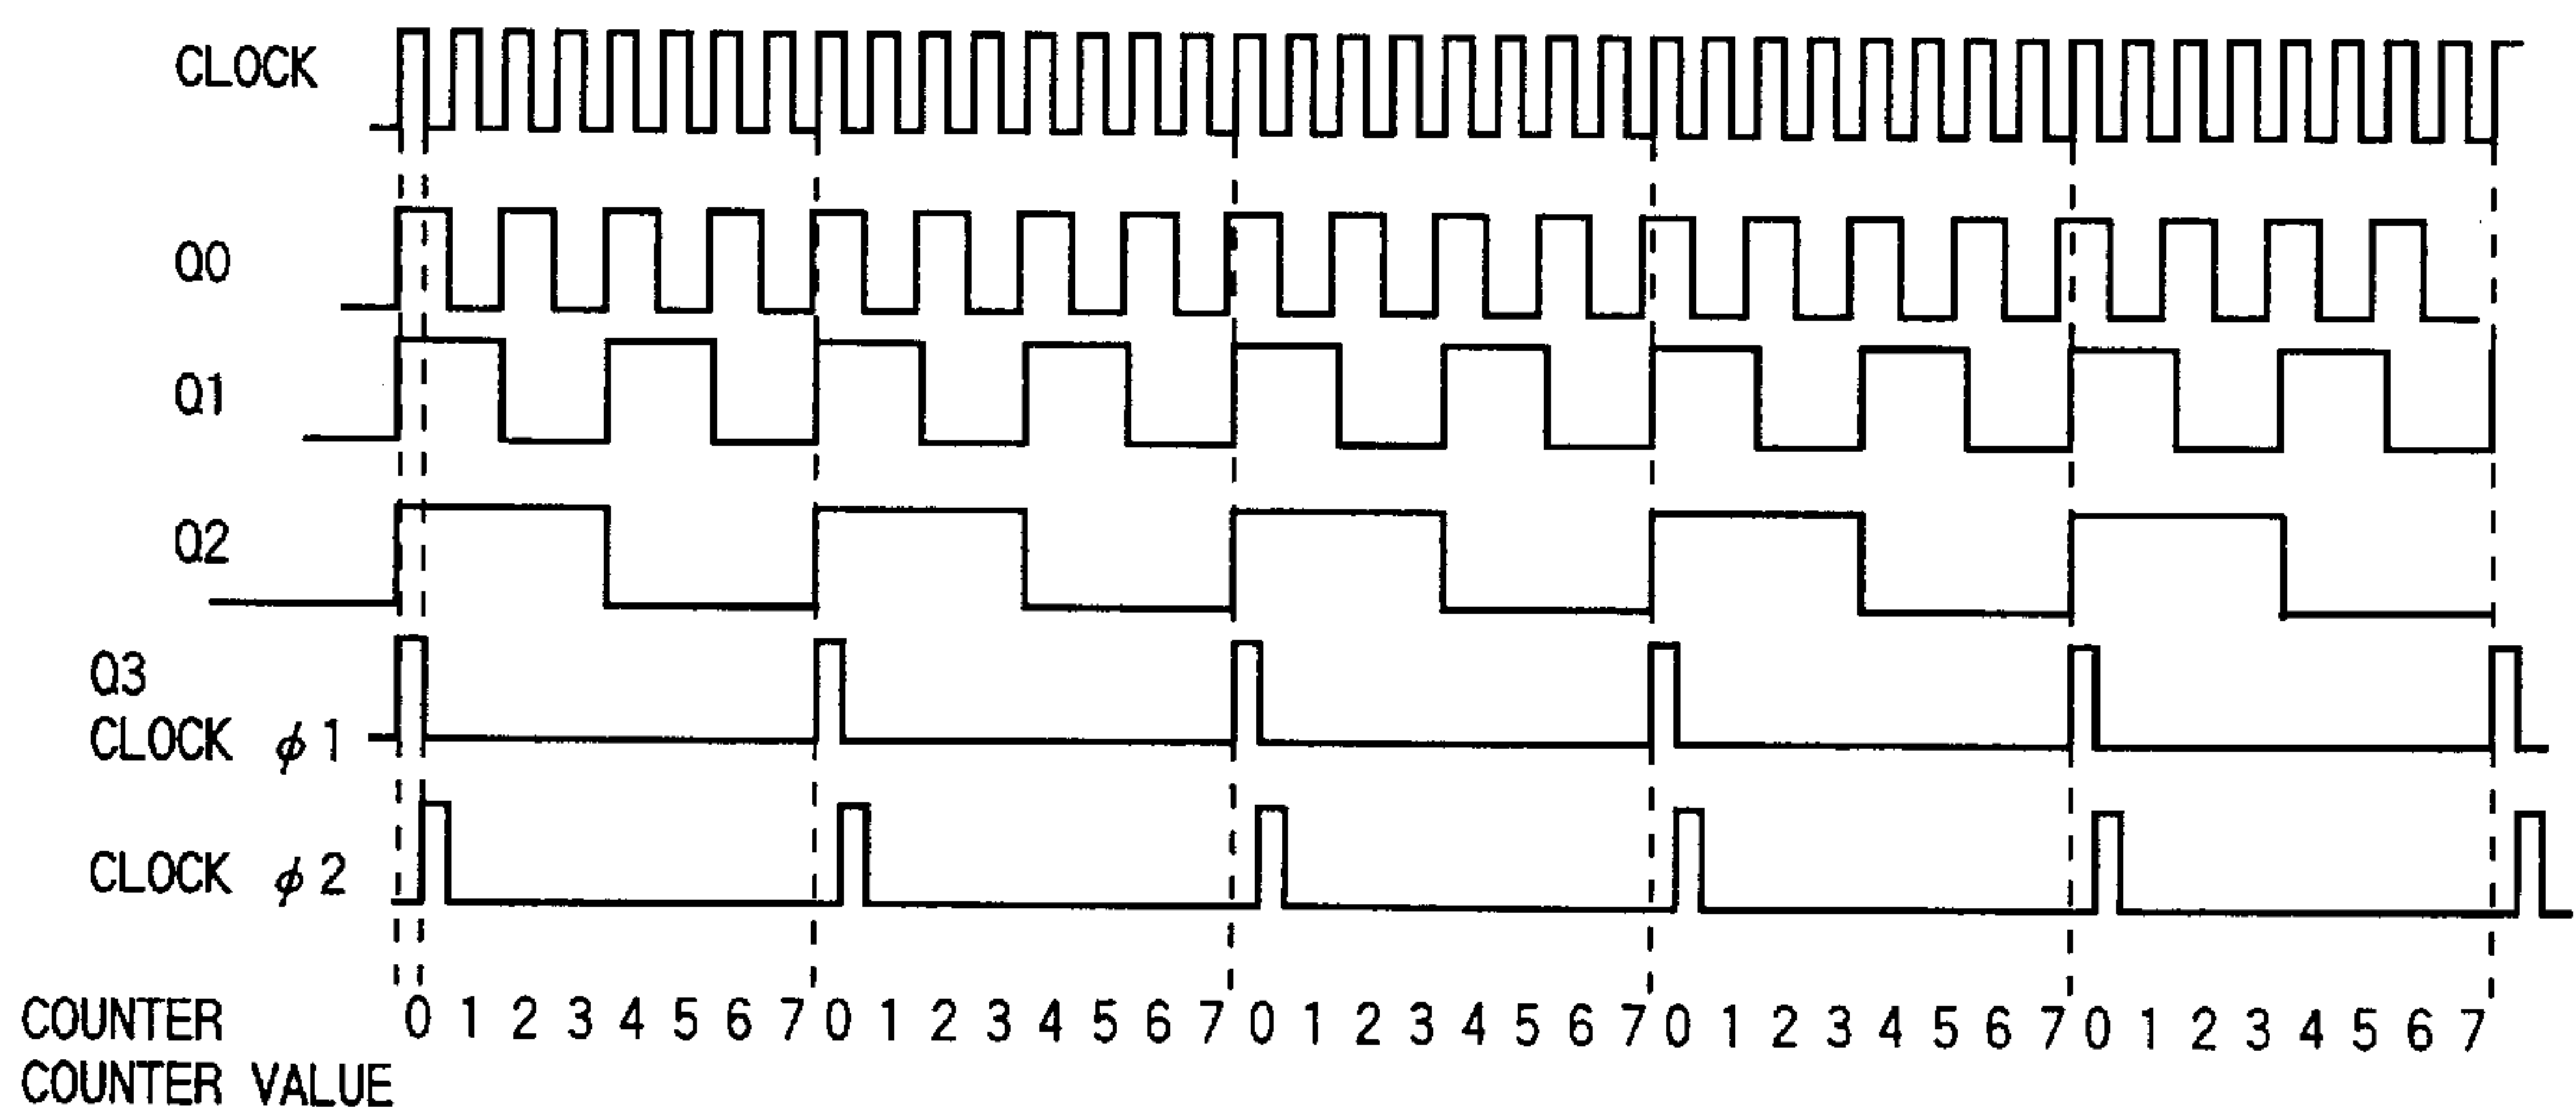 CLOCK
Q0
Q1
Q2
Q3
CLOCK φ1
CLOCK φ2
COUNTER 0 1 2 3 4 5 6 7 0 1 2 3 4 5 6 7 0 1 2 3 4 5 6 7 0 1 2 3 4 5 6 7 0 1 2 3 4 5 6 7
COUNTER VALUE